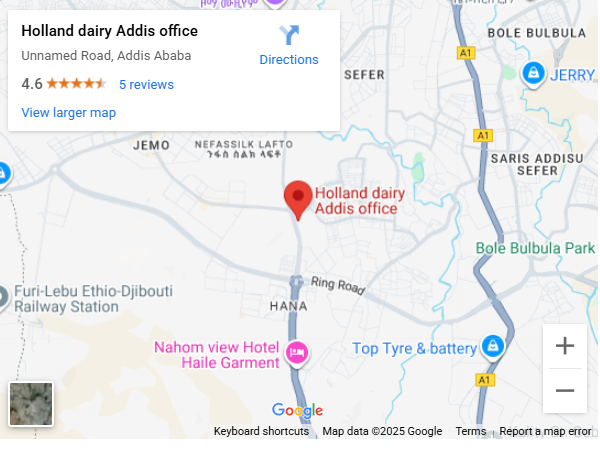 Holland dairy Addis office
Unnamed Road, Addis Ababa
4.6
5 reviews
View larger map
Directions
BOLE BULBULA
A1
JERRY
SEFER
A1
JEMO
NEFASSILK LAFTO
ንፋስ ስልክ ላፍቶ
SARIS ADDISU
SEFER
Holland dairy
Addis office
Bole Bulbula Park
Ring Road
Furi-Lebu Ethio-Djibouti
Railway Station
HANA
Nahom view Hotel
Haile Garment
Top Tyre & battery
A1
Google
Keyboard shortcuts
Map data ©2025 Google
Terms
Report a map error